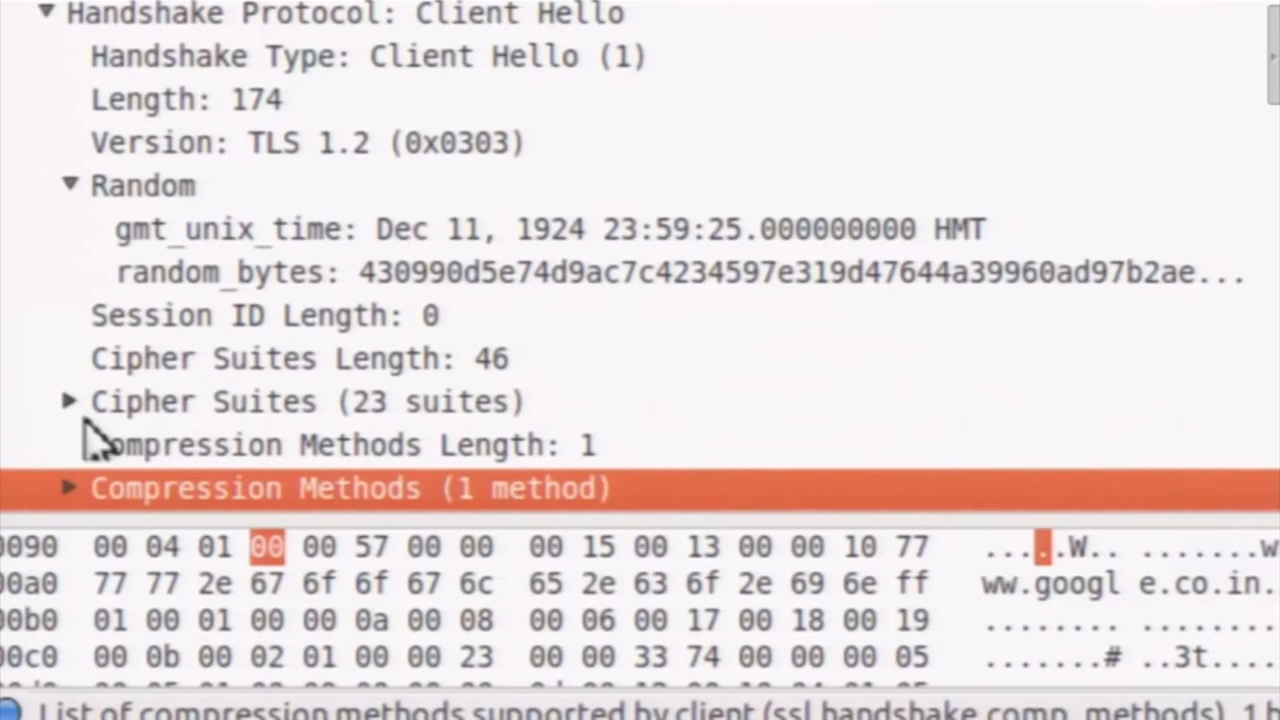 Handshake Protocol: Client Hello
Handshake Type: Client Hello (1)
Length: 174
Version: TLS 1.2 (0x0303)
Random
gmt_unix_time: Dec 11, 1924 23:59:25.000000000 HMT
random_bytes: 430990d5e74d9ac7c4234597e319d47644a39960ad97b2ae...
Session ID Length: 0
Cipher Suites Length: 46
Cipher Suites (23 suites)
ompression Methods Length: 1
Compression Methods (1 method)
0090 00 04 01 00 00 57 00 00 00 15 00 13 00 00 10 77 .....W.. .......w
00a0 77 77 2e 67 6f 6f 67 6c 65 2e 63 6f 2e 69 6e ff ww.googl e.co.in.
00b0 01 00 01 00 00 0a 00 08 00 06 00 17 00 18 00 19 ........ ........
00c0 00 0b 00 02 01 00 00 23 00 00 33 74 00 00 00 05 .......# ..3t....
List of compression methods supported by client (ssl.handshake.comp_methods), 1 b